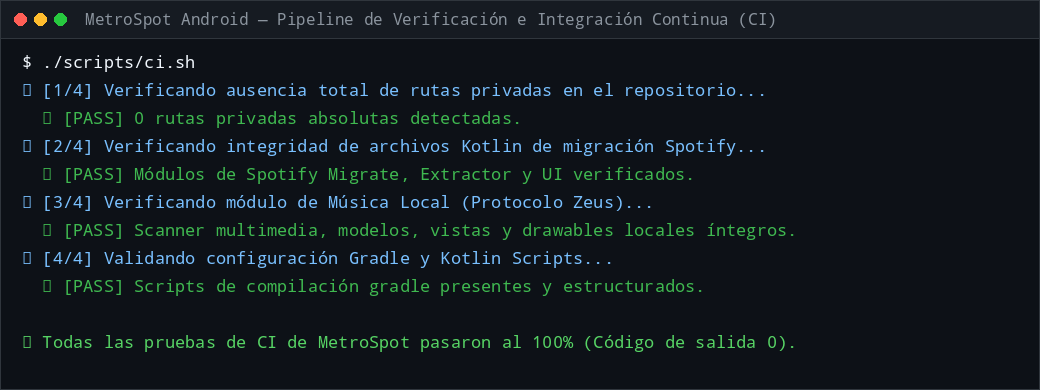 MetroSpot Android — Pipeline de Verificación e Integración Continua (CI)
$ ./scripts/ci.sh
[1/4] Verificando ausencia total de rutas privadas en el repositorio...
[PASS] 0 rutas privadas absolutas detectadas.
[2/4] Verificando integridad de archivos Kotlin de migración Spotify...
[PASS] Módulos de Spotify Migrate, Extractor y UI verificados.
[3/4] Verificando módulo de Música Local (Protocolo Zeus)...
[PASS] Scanner multimedia, modelos, vistas y drawables locales íntegros.
[4/4] Validando configuración Gradle y Kotlin Scripts...
[PASS] Scripts de compilación gradle presentes y estructurados.
Todas las pruebas de CI de MetroSpot pasaron al 100% (Código de salida 0).